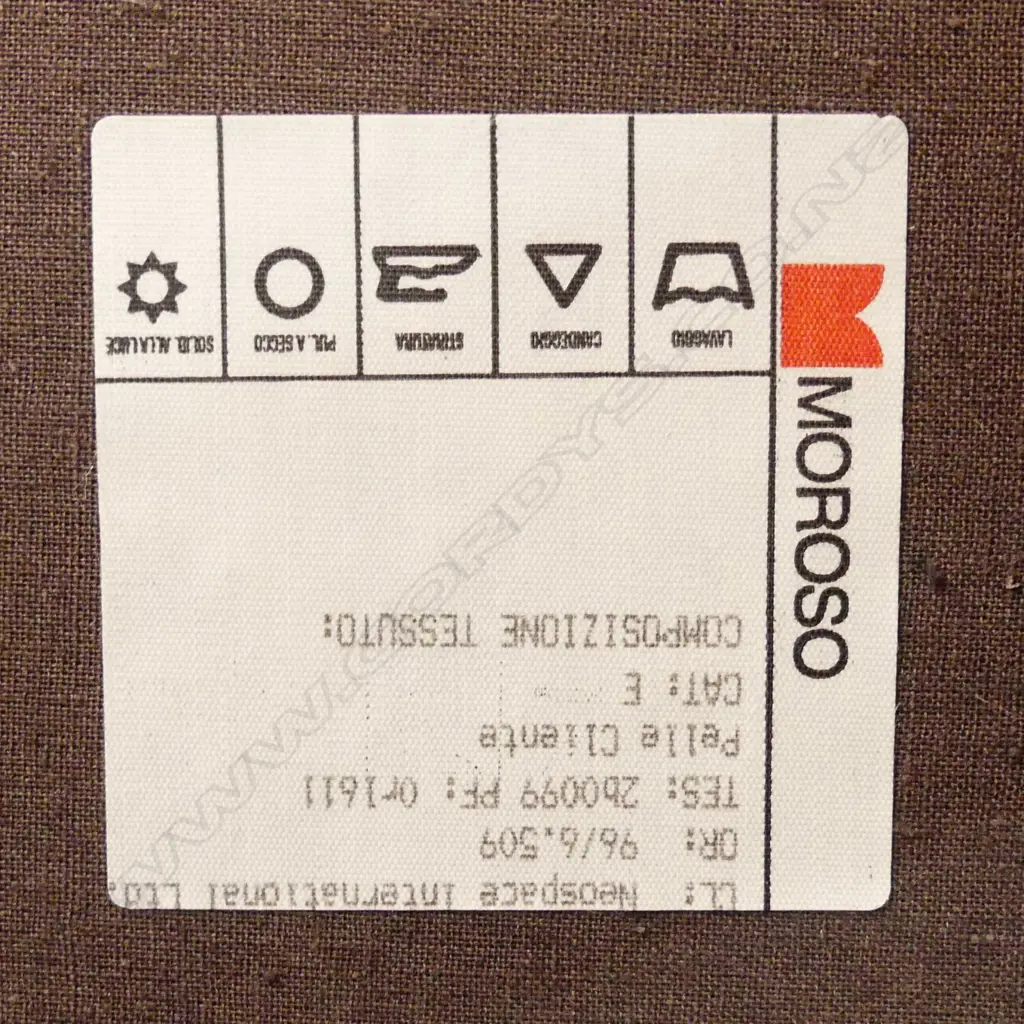 MOROSO
CL: Neospace International Ltd.
OR: 96/6.509
TES: 2b0099 PF: 0r1611
Pelle Cliente
CAT: E
COMPOSIZIONE TESSUTO:
LAVAGGIO CANDEGGIO STIRATURA PUL. A SECCO SOLID. ALLA LUCE